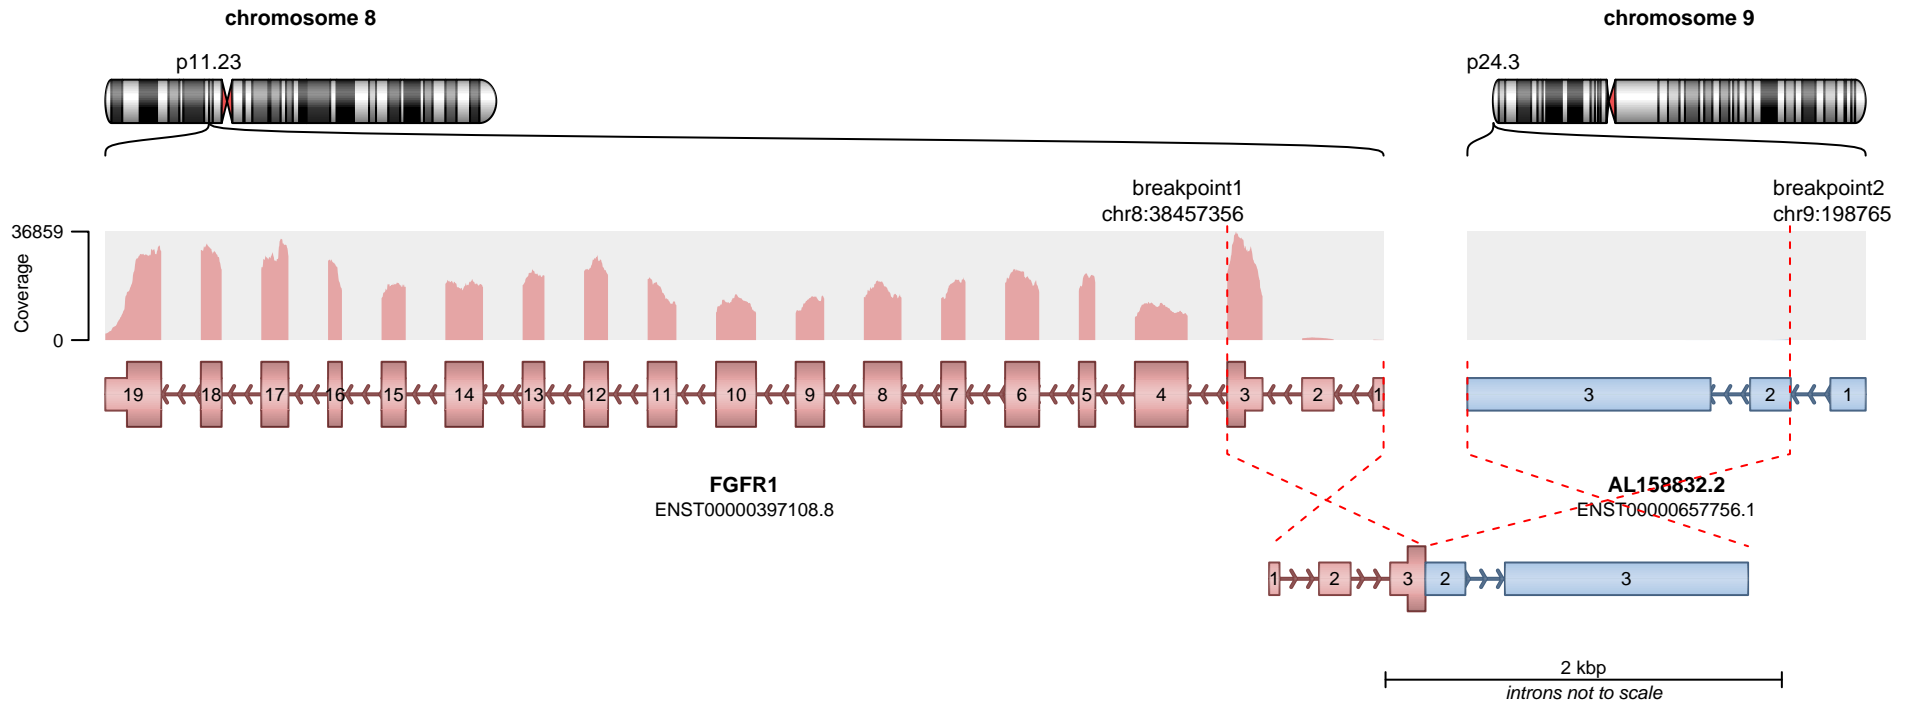 chromosome 8
chromosome 9
p11.23
p24.3
breakpoint1
chr8:38457356
breakpoint2
chr9:198765
36859
Coverage
0
19 18 17 16 15 14 13 12 11 10 9 8 7 6 5 4 3 2 1
3 2 1
FGFR1
ENST00000397108.8
AL158832.2
ENST00000657756.1
1 2 3 2 3
2 kbp
introns not to scale